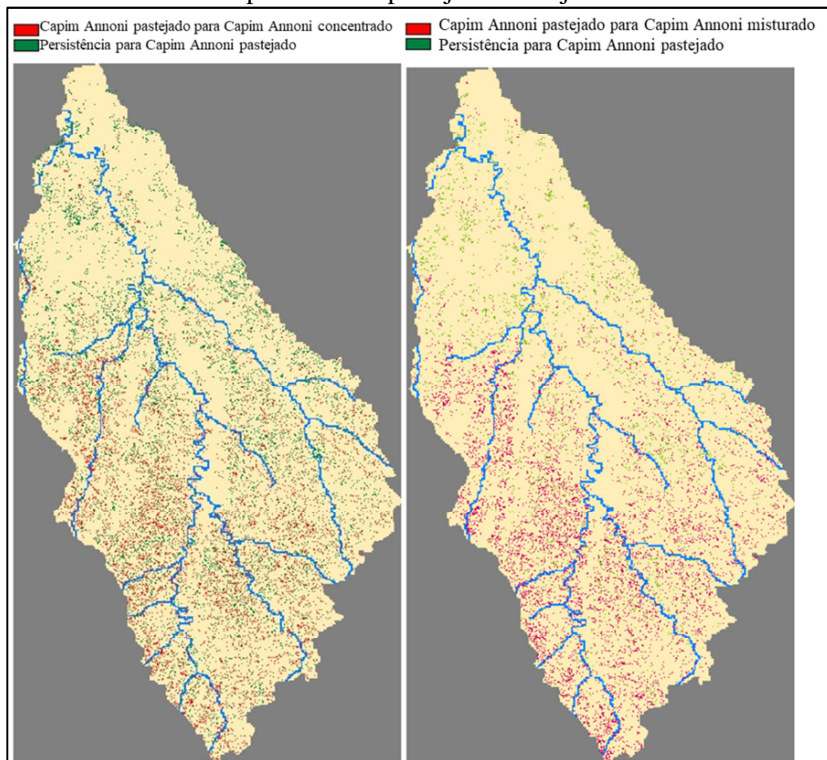 Capim Annoni pastejado para Capim Annoni concentrado
Persistência para Capim Annoni pastejado
Capim Annoni pastejado para Capim Annoni misturado
Persistência para Capim Annoni pastejado